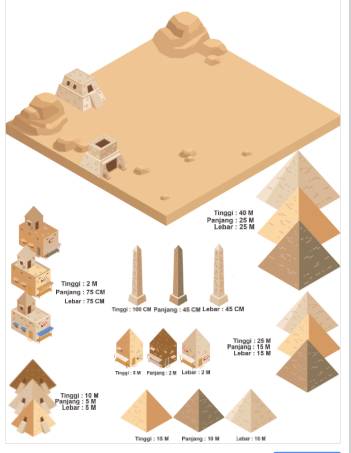 Tinggi : 40 M
Panjang : 25 M
Lebar : 25 M
Tinggi : 2 M
Panjang : 75 CM
Lebar : 75 CM
Tinggi : 100 CM Panjang : 45 CM Lebar : 45 CM
Tinggi : 25 M
Panjang : 15 M
Lebar : 15 M
Panjang : 2 M
Lebar : 2 M
Tinggi : 10 M
Panjang : 5 M
Lebar : 5 M
Tinggi : 15 M
Panjang : 10 M
Lebar : 10 M